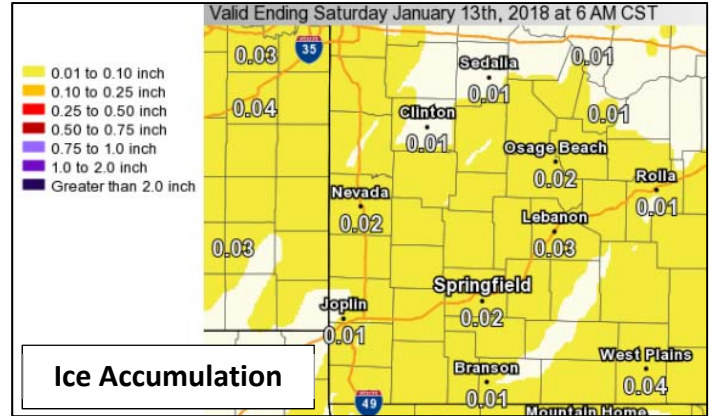 Valid Ending Saturday January 13th, 2018 at 6 AM CST
0.01 to 0.10 inch
0.10 to 0.25 inch
0.25 to 0.50 inch
0.50 to 0.75 inch
0.75 to 1.0 inch
1.0 to 2.0 inch
Greater than 2.0 inch
0.03
35
Sedalia
0.01
0.01
0.04
Clinton
0.01
0.01
Osage Beach
0.02
Rolla
0.01
Nevada
0.02
Lebanon
0.03
0.03
Springfield
0.02
Joplin
0.01
West Plains
0.04
Branson
0.01
49
Mountain Home
Ice Accumulation